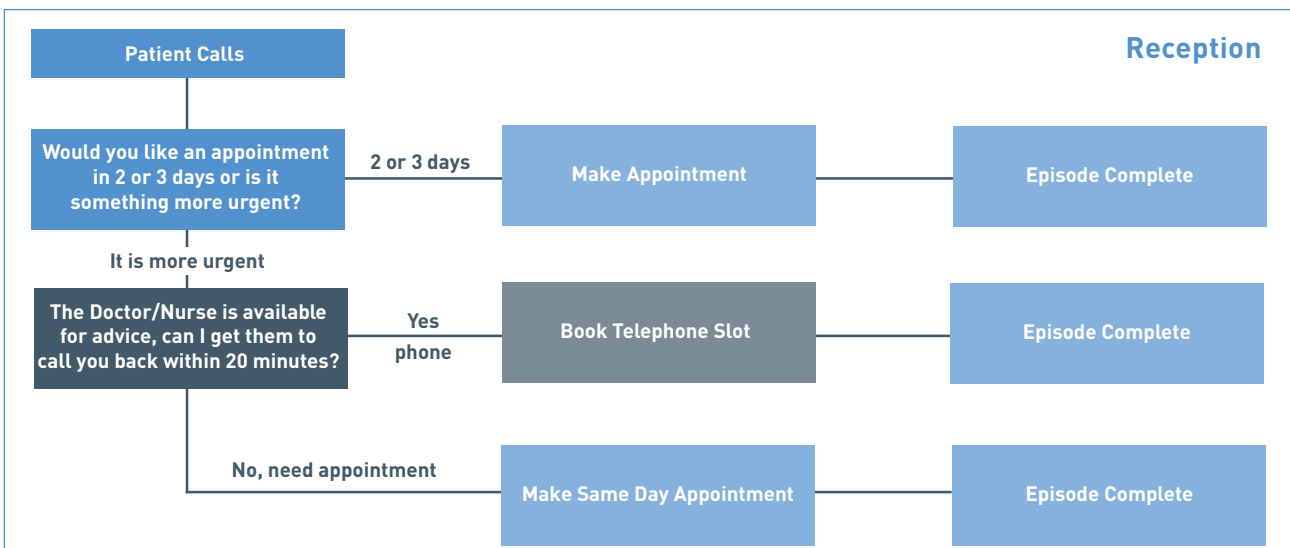 Reception
Patient Calls
Would you like an appointment
in 2 or 3 days or is it
something more urgent?
2 or 3 days
Make Appointment
Episode Complete
It is more urgent
The Doctor/Nurse is available
for advice, can I get them to
call you back within 20 minutes?
Yes
phone
Book Telephone Slot
Episode Complete
No, need appointment
Make Same Day Appointment
Episode Complete